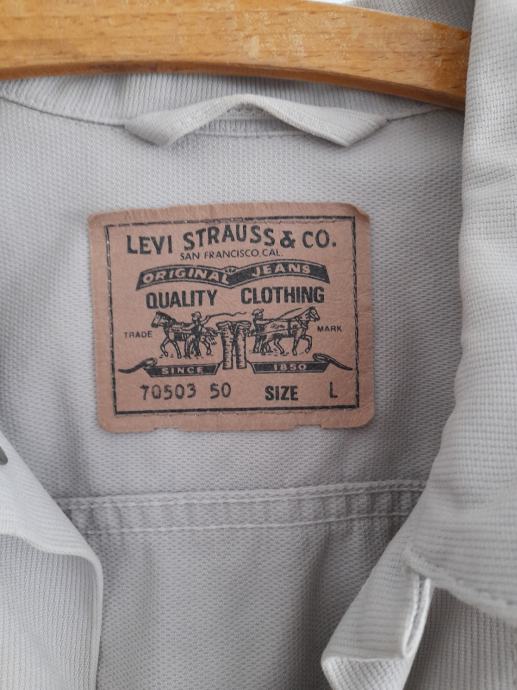 LEVI STRAUSS & CO.
SAN FRANCISCO, CAL.
ORIGINAL JEANS
QUALITY CLOTHING
TRADE MARK
SINCE 1850
70503 50 SIZE L